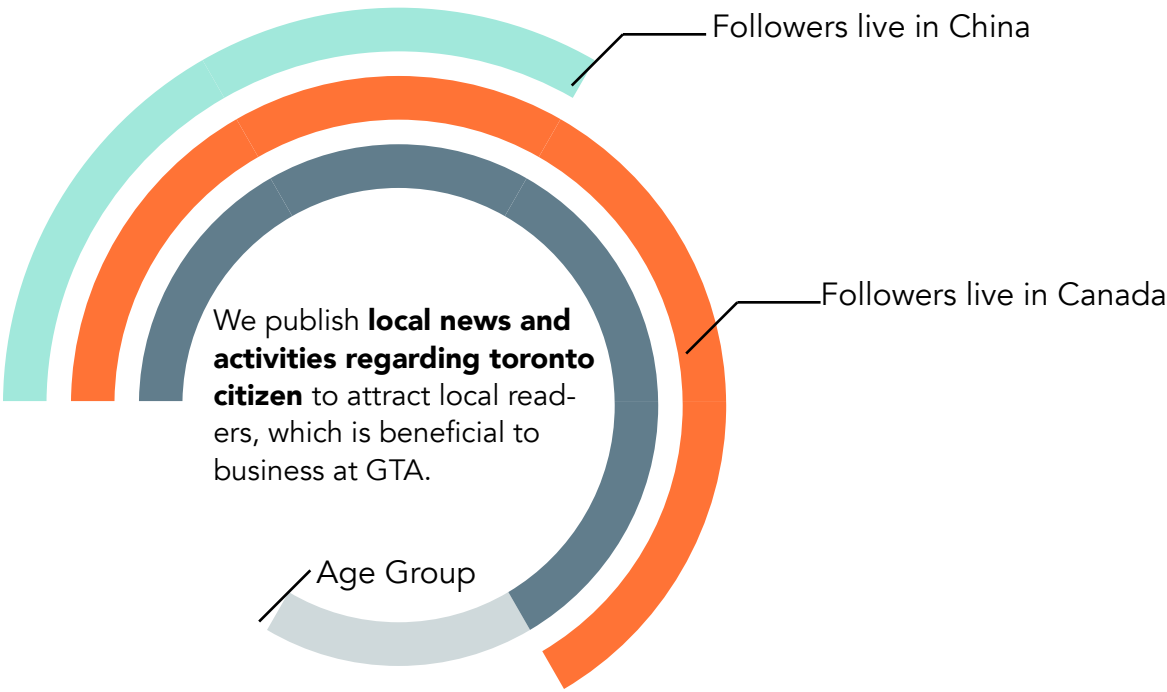 Followers live in China
Followers live in Canada
We publish local news and
activities regarding toronto
citizen to attract local read-
ers, which is beneficial to
business at GTA.
Age Group